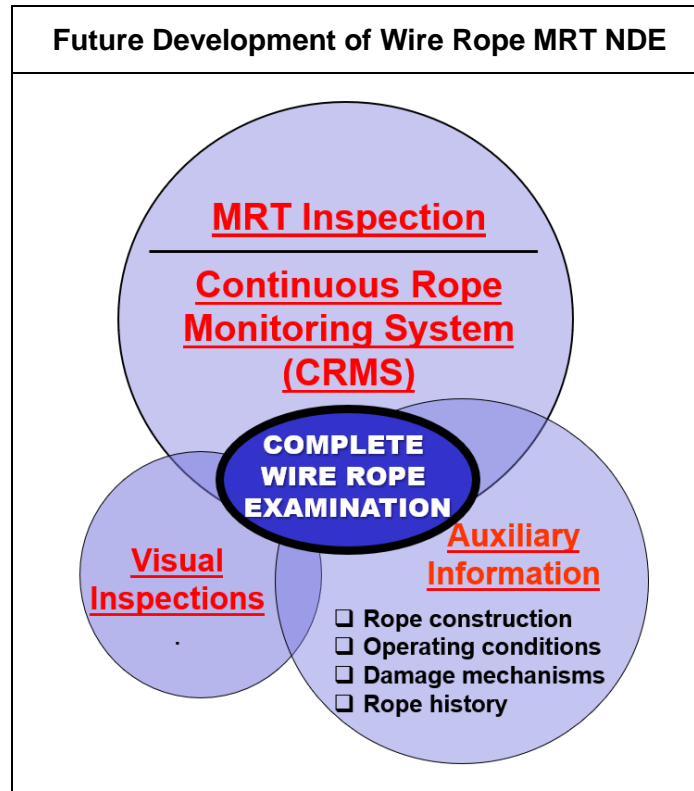 Future Development of Wire Rope MRT NDE
MRT Inspection
Continuous Rope
Monitoring System
(CRMS)
COMPLETE
WIRE ROPE
EXAMINATION
Visual
Inspections
.
Auxiliary
Information
❑ Rope construction
❑ Operating conditions
❑ Damage mechanisms
❑ Rope history